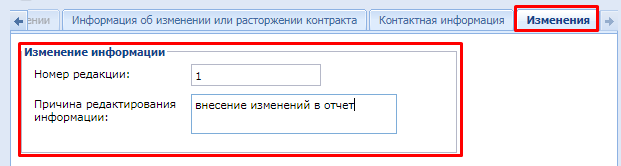 ении Информация об изменении или расторжении контракта Контактная информация Изменения
Изменение информации
Номер редакции: 1
Причина редактирования внесение изменений в отчет
информации: